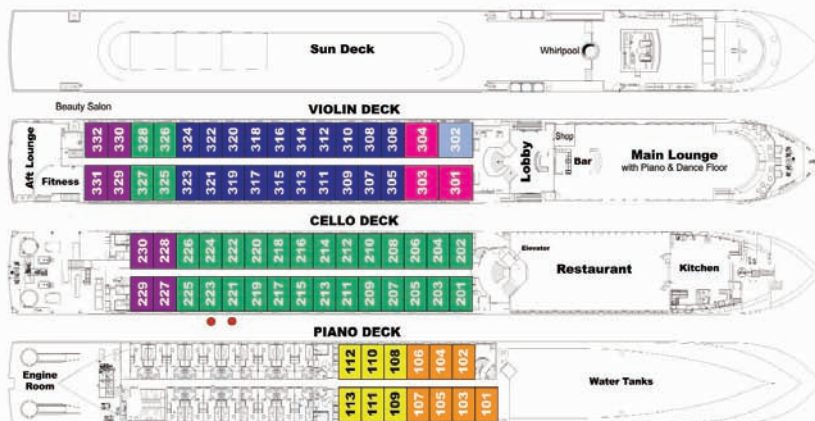 Sun Deck
Whirlpool
VIOLIN DECK
Beauty Salon
332 330 328 326 324 322 320 318 316 314 312 310 308 306 304 302
Aft Lounge
Fitness
Lobby
Shop
Bar
Main Lounge
with Piano & Dance Floor
331 329 327 325 323 321 319 317 315 313 311 309 307 305 303 301
CELLO DECK
230 228 226 224 222 220 218 216 214 212 210 208 206 204 202
Elevator
Restaurant
Kitchen
229 227 225 223 221 219 217 215 213 211 209 207 205 203 201
PIANO DECK
Engine
Room
112 110 108 106 104 102
Water Tanks
113 111 109 107 105 103 101